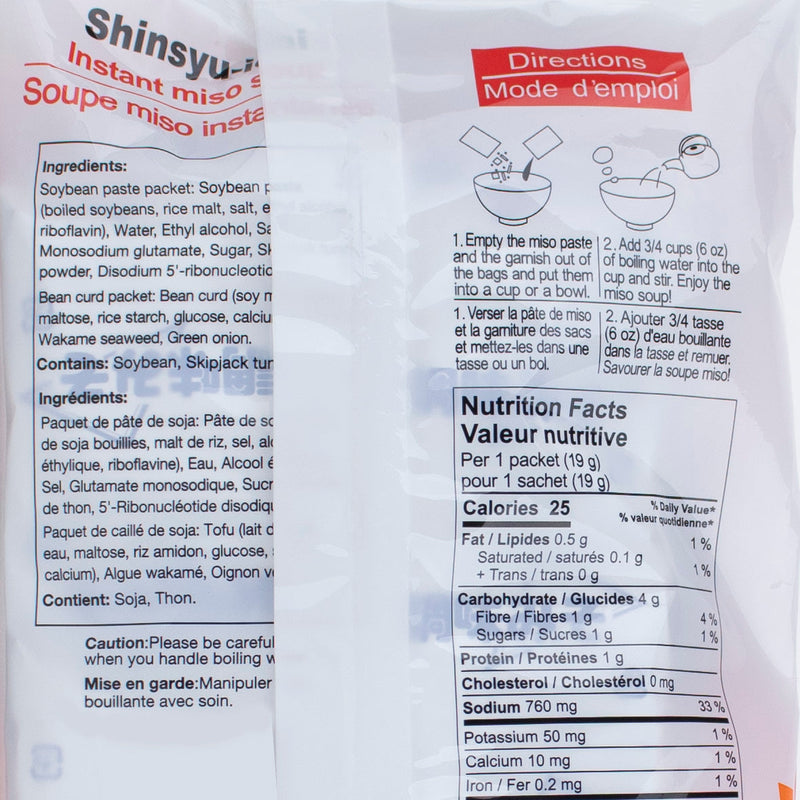 Shinsyu-
Instant miso
Soupe miso
Ingredients:
Soybean paste packet: Soybean
(boiled soybeans, rice malt, salt,
riboflavin), Water, Ethyl alcohol,
Monosodium glutamate, Sugar,
powder, Disodium
Bean curd packet: Bean curd (soy
maltose, rice starch, glucose,
Wakame seaweed, Green onion.
Contains: Soybean, Skipjack
Ingrédients:
Paquet de pâte de soja: Pâte de
de soja bouillies, malt de riz, sel,
éthylique, riboflavine), Eau, Alcool
Sel, Glutamate monosodique,
de thon,
Paquet de caillé de soja: Tofu (lait
eau, maltose, riz amidon, glucose,
calcium), Algue wakamé, Oignon
Contient: Soja, Thon.
Caution:Please be careful
when you handle boiling
Mise en garde:Manipuler
bouillante avec soin.
Directions
Mode d'emploi
1. Empty the miso paste
and the garnish out of
the bags and put them
into a cup or a bowl.
2. Add 3/4 cups (6 oz)
of boiling water into the
cup and stir. Enjoy the
miso soup!
1. Verser la pâte de miso
et la garniture des sacs
et mettez-les dans une
tasse ou un bol.
2. Ajouter 3/4 tasse
(6 oz) d'eau bouillante
dans la tasse et remuer.
Savourer la soupe miso!
Nutrition Facts
Valeur nutritive
Per 1 packet (19 g)
pour 1 sachet (19 g)
Calories 25
% Daily Value*
% valeur quotidienne*
Fat / Lipides 0.5 g 1 %
Saturated / saturés 0.1 g
+ Trans / trans 0 g 1 %
Carbohydrate / Glucides 4 g
Fibre / Fibres 1 g 4 %
Sugars / Sucres 1 g 1 %
Protein / Protéines 1 g
Cholesterol / Cholestérol 0 mg
Sodium 760 mg 33 %
Potassium 50 mg 1 %
Calcium 10 mg 1 %
Iron / Fer 0.2 mg 1 %